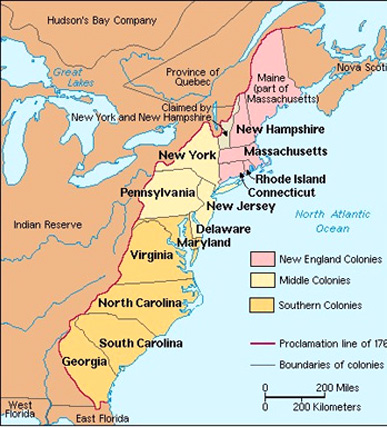 Hudson's Bay Company
Great
Lakes
Province of
Quebec
Nova Scoti
Maine
(part of
Massachusetts)
Claimed by
New York and New Hampshire
New Hampshire
Massachusetts
New York
Rhode Island
Connecticut
Pennsylvania
New Jersey
North Atlantic
Ocean
Delaware
Maryland
Indian Reserve
Virginia
New England Colonies
Middle Colonies
Southern Colonies
North Carolina
South Carolina
Georgia
Proclamation line of 176
Boundaries of colonies
0 200 Miles
0 200 Kilometers
West
Florida
East Florida